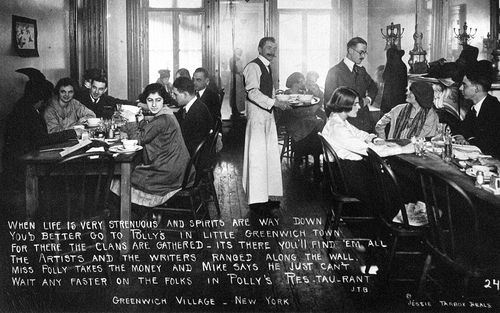 WHEN LIFE IS VERY STRENUOUS AND SPIRITS ARE WAY DOWN
YOU'D BETTER GO TO POLLY'S IN LITTLE GREENWICH TOWN
FOR THERE THE CLANS ARE GATHERED - ITS THERE YOU'LL FIND 'EM ALL
THE ARTISTS AND THE WRITERS RANGED ALONG THE WALL.
MISS POLLY TAKES THE MONEY AND MIKE SAYS HE JUST CAN'T
WAIT ANY FASTER ON THE FOLKS IN POLLY'S RES-TAU-RANT
J.T.B
GREENWICH VILLAGE - NEW YORK
JESSIE TARBOX BEALS
24